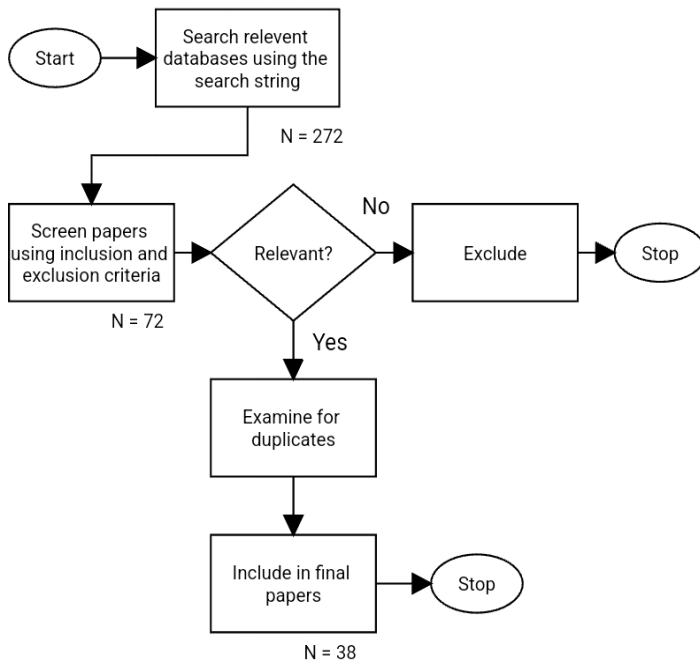 Start
Search relevent
databases using the
search string
N = 272
Screen papers
using inclusion and
exclusion criteria
N = 72
Relevant?
No
Exclude
Stop
Yes
Examine for
duplicates
Include in final
papers
Stop
N = 38